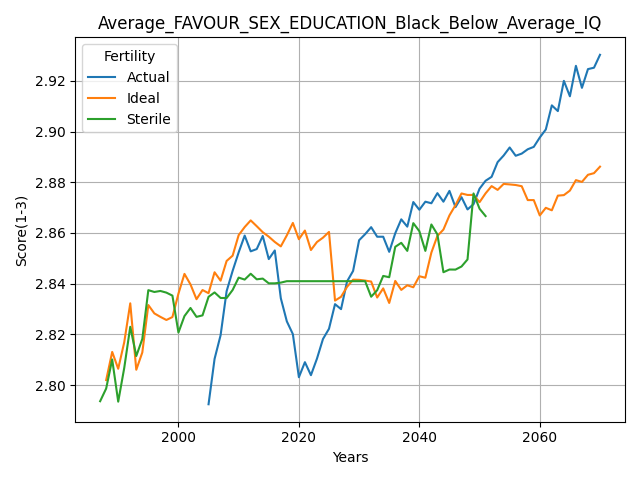 Average_FAVOUR_SEX_EDUCATION_Black_Below_Average_IQ
Fertility
Actual
Ideal
Sterile
Score(1-3)
2.92
2.90
2.88
2.86
2.84
2.82
2.80
2000
2020
2040
2060
Years